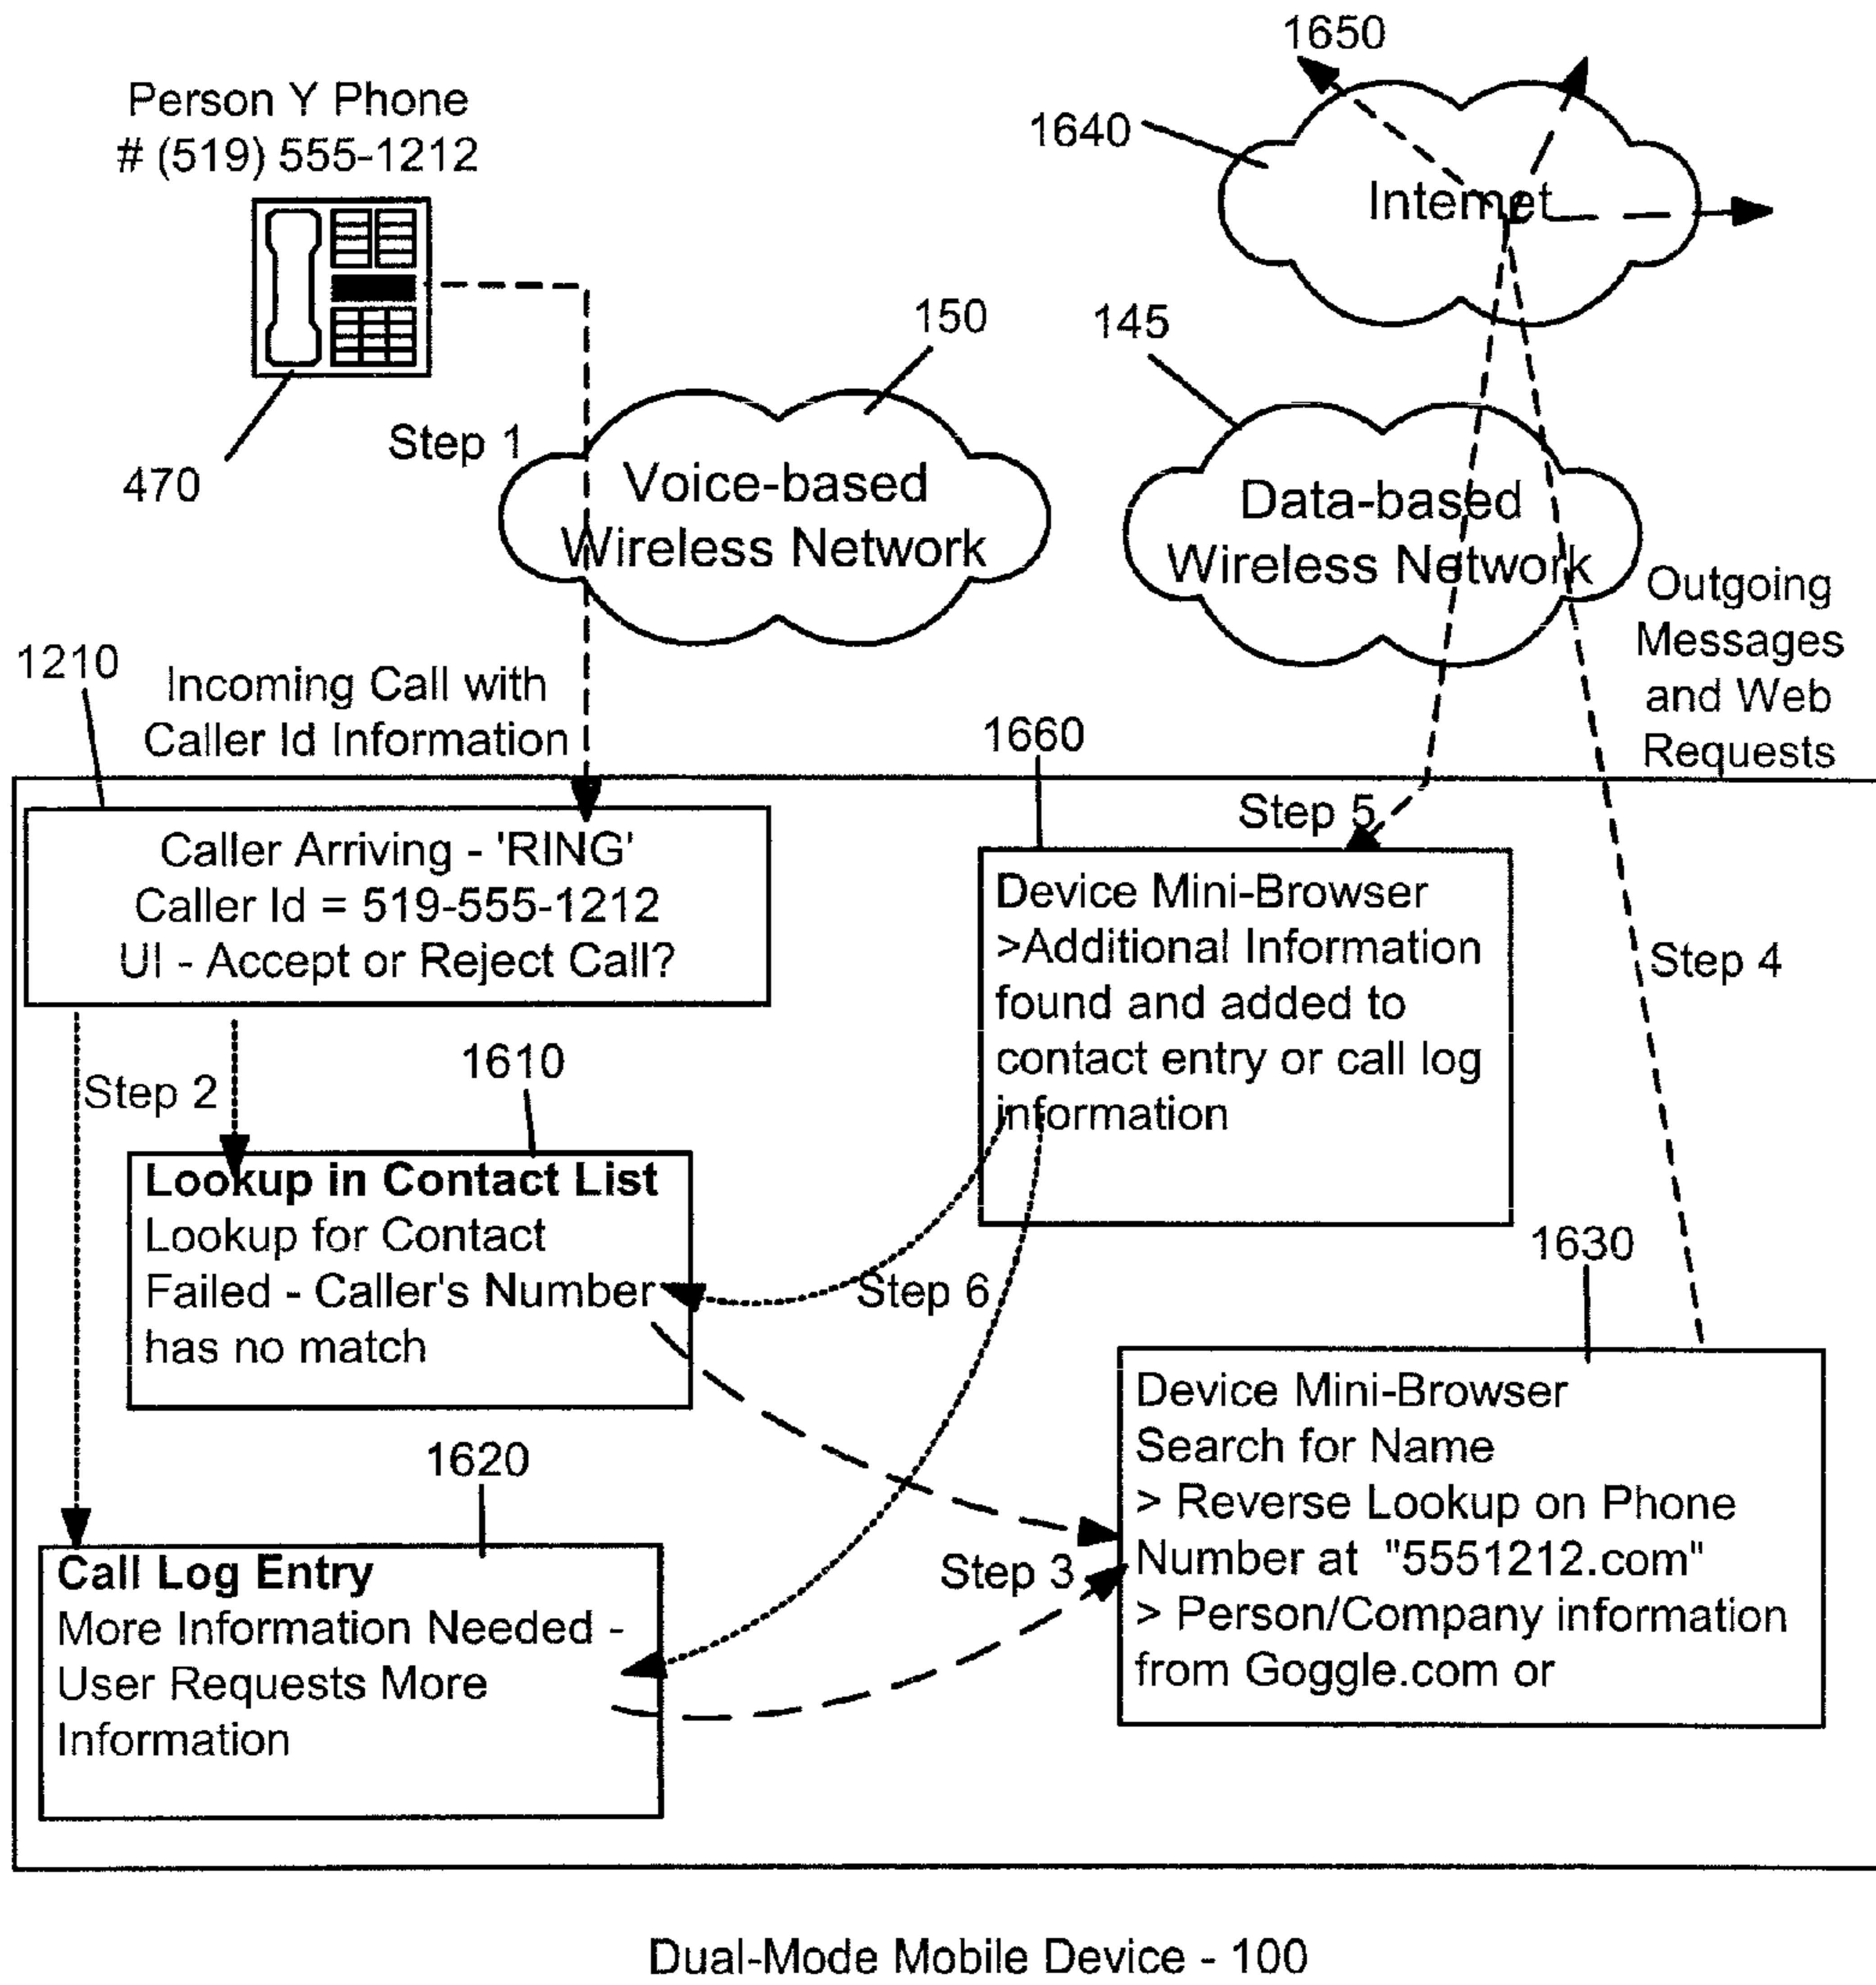 1650
Person Y Phone
# (519) 555-1212
1640
Internet
150
145
Step 1
470
Voice-based
Wireless Network
Data-based
Wireless Network
Outgoing
Messages
and Web
Requests
1210
Incoming Call with
Caller Id Information
1660
Step 5
Caller Arriving - 'RING'
Caller Id = 519-555-1212
UI - Accept or Reject Call?
Device Mini-Browser
>Additional Information
found and added to
contact entry or call log
information
Step 4
Step 2
1610
Lookup in Contact List
Lookup for Contact
Failed - Caller's Number
has no match
Step 6
1630
Device Mini-Browser
Search for Name
> Reverse Lookup on Phone
Number at "5551212.com"
> Person/Company information
from Goggle.com or
1620
Step 3
Call Log Entry
More Information Needed -
User Requests More
Information
Dual-Mode Mobile Device - 100